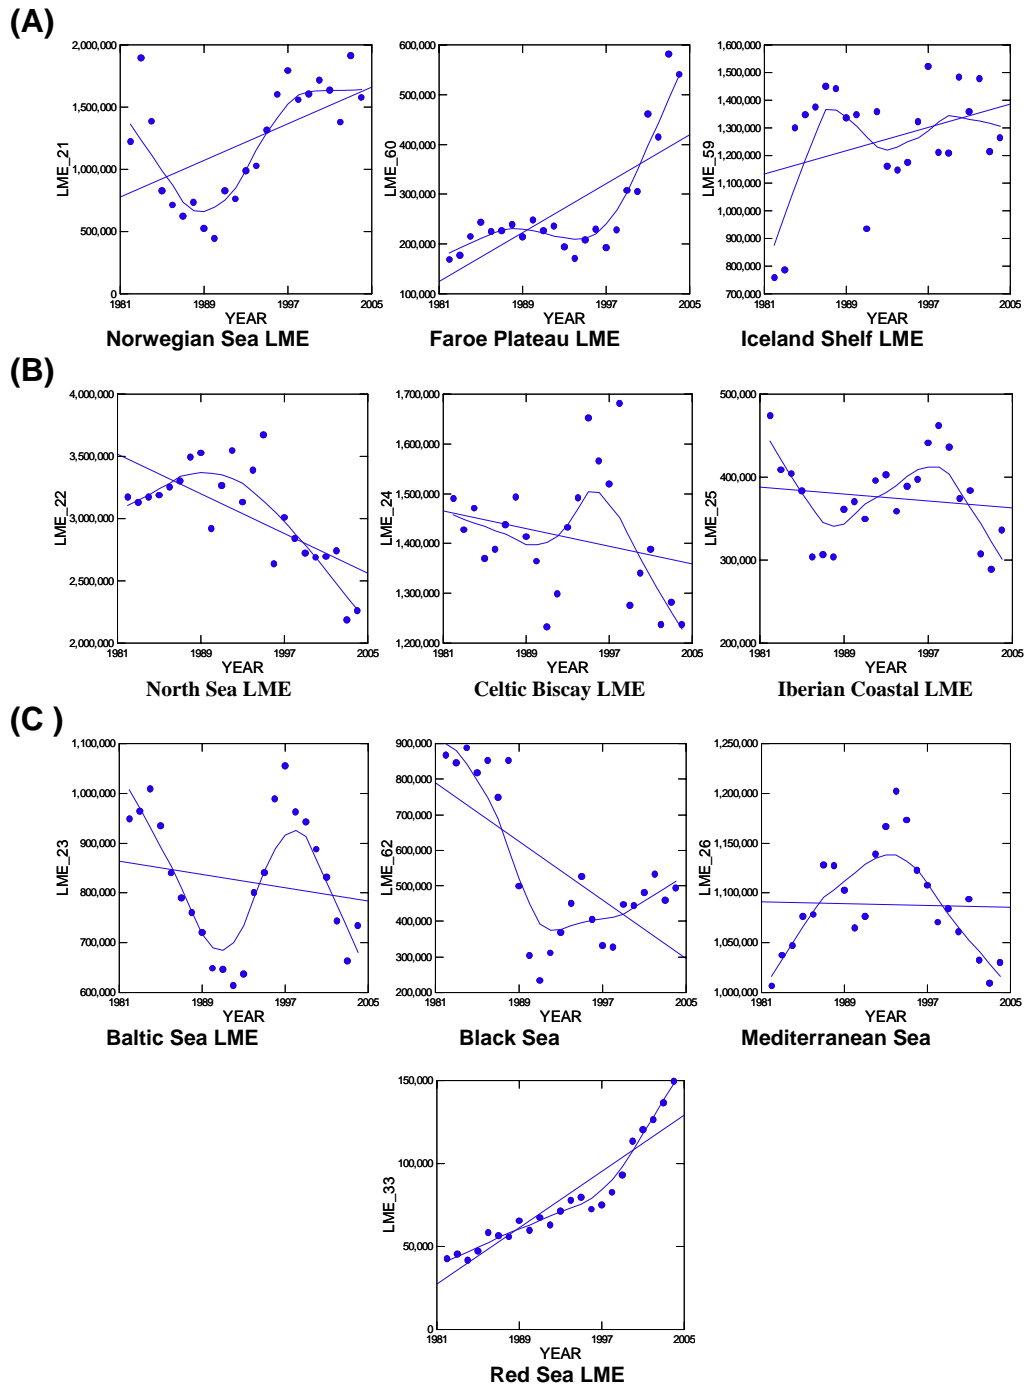 (A)
2,000,000
1,500,000
1,000,000
500,000
0
LME_21
1981 1989 1997 2005
YEAR
Norwegian Sea LME
600,000
500,000
400,000
300,000
200,000
100,000
LME_60
1981 1989 1997 2005
YEAR
Faroe Plateau LME
1,600,000
1,500,000
1,400,000
1,300,000
1,200,000
1,100,000
1,000,000
900,000
800,000
700,000
LME_59
1981 1989 1997 2005
YEAR
Iceland Shelf LME
(B)
4,000,000
3,500,000
3,000,000
2,500,000
2,000,000
LME_22
1981 1989 1997 2005
YEAR
North Sea LME
1,700,000
1,600,000
1,500,000
1,400,000
1,300,000
1,200,000
LME_24
1981 1989 1997 2005
YEAR
Celtic Biscay LME
500,000
400,000
300,000
200,000
LME_25
1981 1989 1997 2005
YEAR
Iberian Coastal LME
(C )
1,100,000
1,000,000
900,000
800,000
700,000
600,000
LME_23
1981 1989 1997 2005
YEAR
Baltic Sea LME
900,000
800,000
700,000
600,000
500,000
400,000
300,000
200,000
LME_62
1981 1989 1997 2005
YEAR
Black Sea
1,250,000
1,200,000
1,150,000
1,100,000
1,050,000
1,000,000
LME_26
1981 1989 1997 2005
YEAR
Mediterranean Sea
150,000
100,000
50,000
0
LME_33
1981 1989 1997 2005
YEAR
Red Sea LME